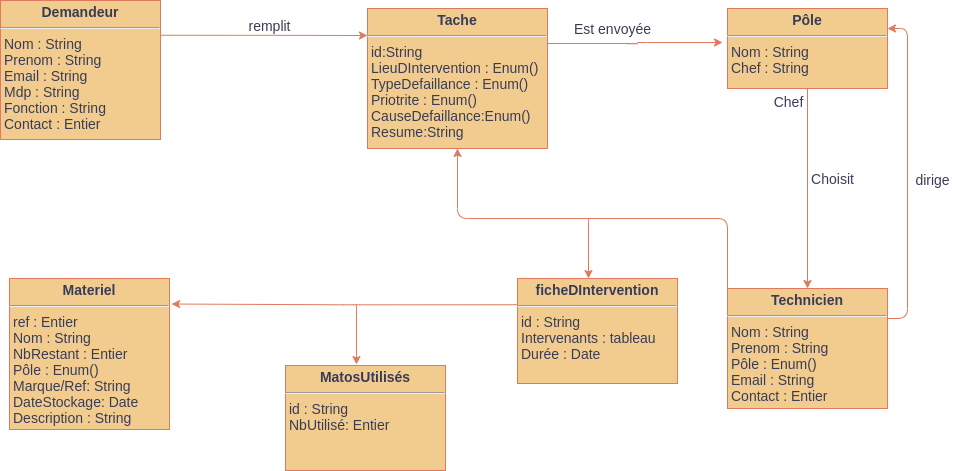 Demandeur
Nom : String
Prenom : String
Email : String
Mdp : String
Fonction : String
Contact : Entier
remplit
Tache
id:String
LieuDIntervention : Enum()
TypeDefaillance : Enum()
Priotrite : Enum()
CauseDefaillance:Enum()
Resume:String
Est envoyée
Pôle
Nom : String
Chef : String
Chef
Choisit
dirige
Materiel
ref : Entier
Nom : String
NbRestant : Entier
Pôle : Enum()
Marque/Ref: String
DateStockage: Date
Description : String
MatosUtilisés
id : String
NbUtilisé: Entier
ficheDIntervention
id : String
Intervenants : tableau
Durée : Date
Technicien
Nom : String
Prenom : String
Pôle : Enum()
Email : String
Contact : Entier